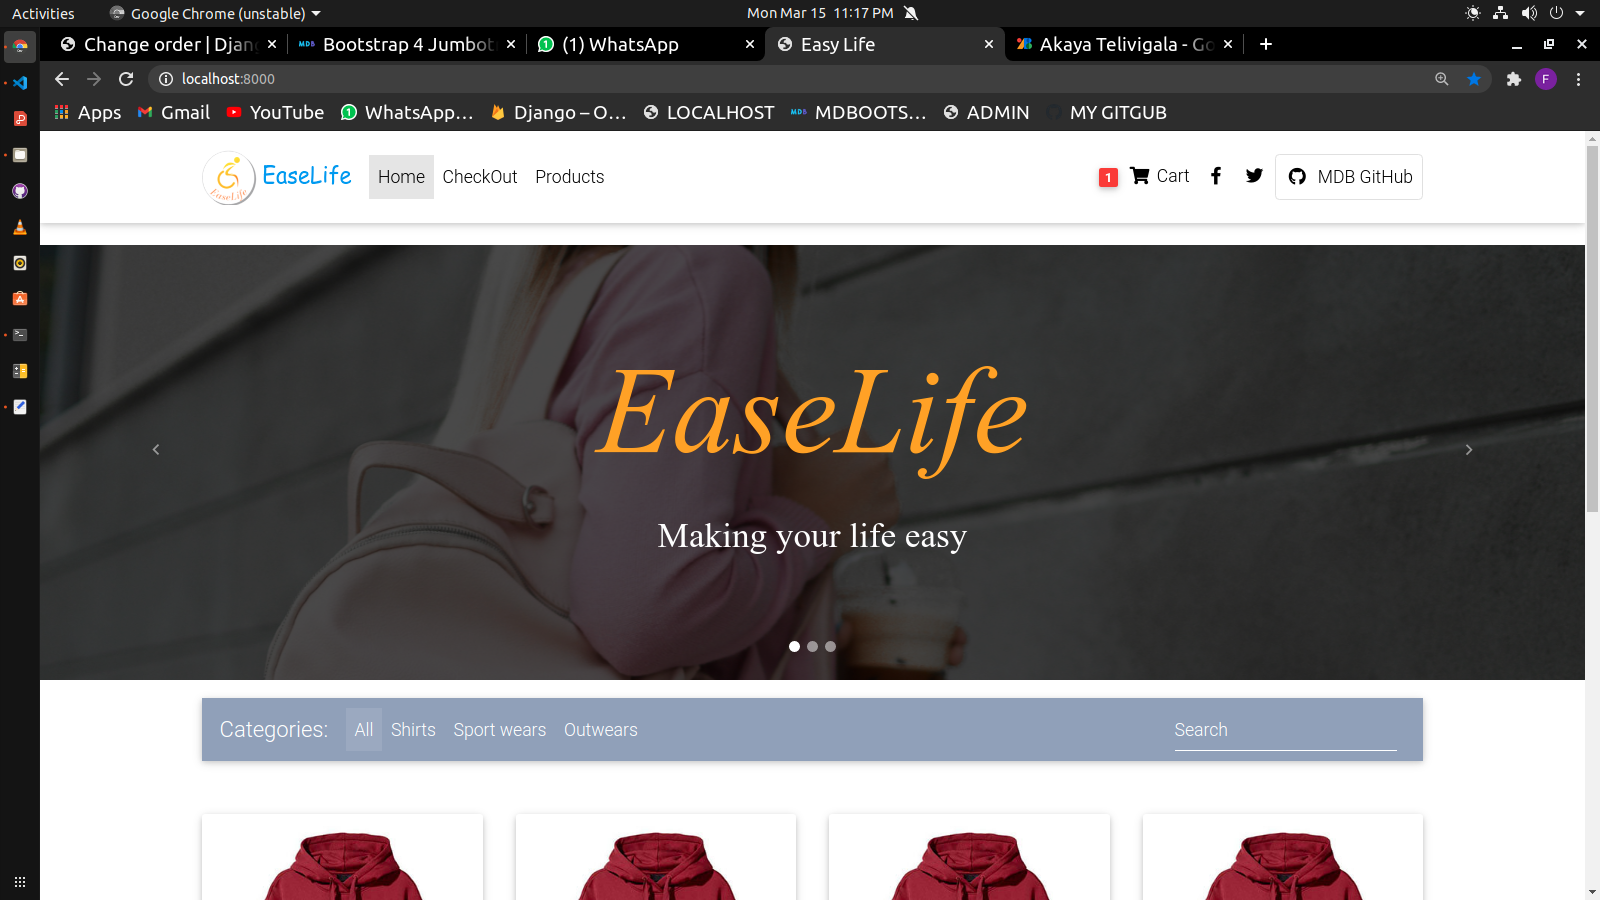 Activities Google Chrome (unstable) Mon Mar 15 11:17 PM
Change order | Djang Bootstrap 4 Jumbot (1) WhatsApp Easy Life Akaya Telivigala - Go
localhost:8000 F
Apps Gmail YouTube WhatsApp… Django – O… LOCALHOST MDBOOTS… ADMIN MY GITGUB
EaseLife EaseLife Home CheckOut Products 1 Cart MDB GitHub
EaseLife
Making your life easy
Categories: All Shirts Sport wears Outwears Search